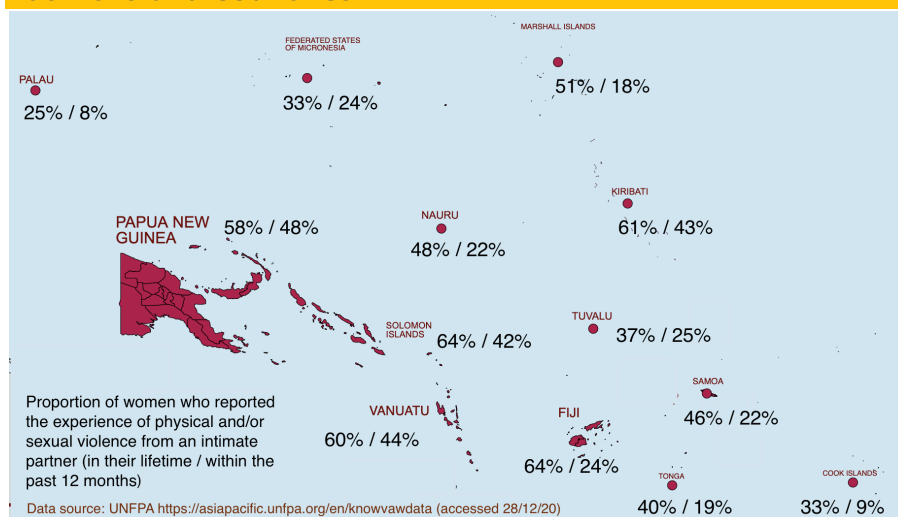 MARSHALL ISLANDS
51% / 18%
FEDERATED STATES
OF MICRONESIA
33% / 24%
PALAU
25% / 8%
KIRIBATI
61% / 43%
PAPUA NEW
GUINEA
58% / 48%
NAURU
48% / 22%
TUVALU
37% / 25%
SOLOMON
ISLANDS
64% / 42%
SAMOA
46% / 22%
VANUATU
60% / 44%
FIJI
64% / 24%
TONGA
40% / 19%
COOK ISLANDS
33% / 9%
Proportion of women who reported
the experience of physical and/or
sexual violence from an intimate
partner (in their lifetime / within the
past 12 months)
Data source: UNFPA https://asiapacific.unfpa.org/en/knowvawdata (accessed 28/12/20)